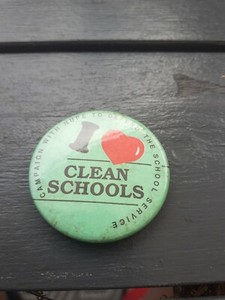 I
CLEAN
SCHOOLS
CAMPAIGN WITH THE SCHOOL SERVICE